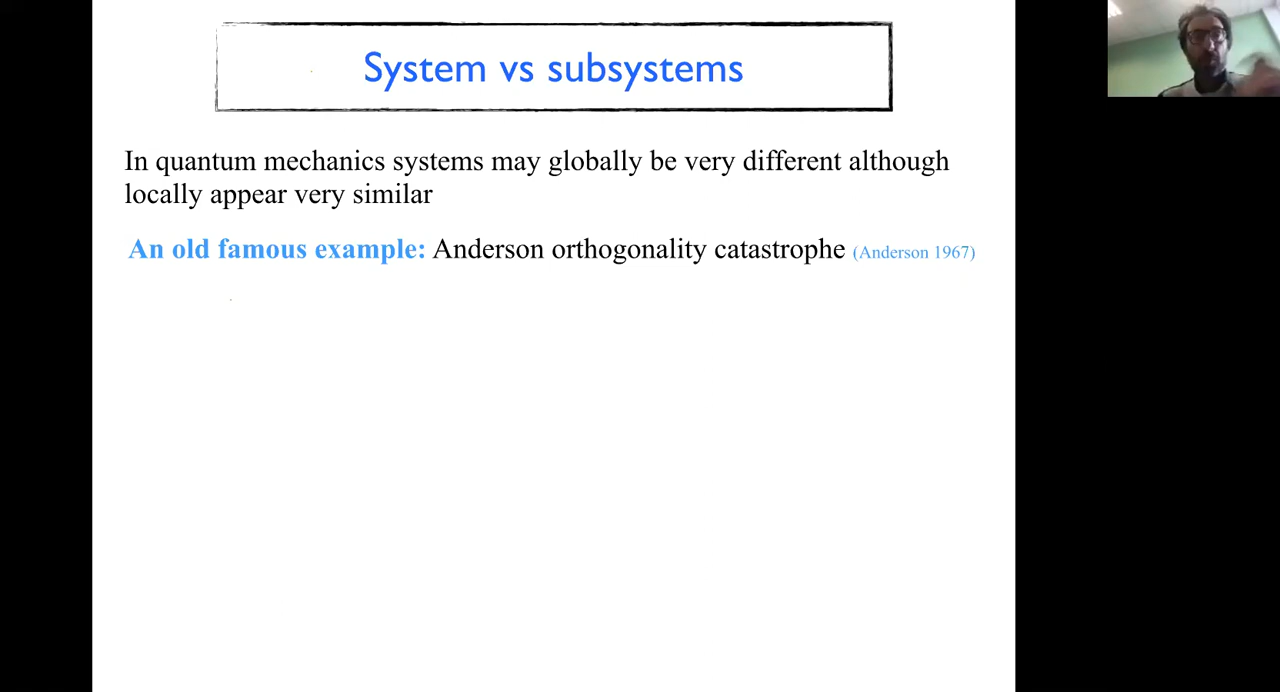 System vs subsystems
In quantum mechanics systems may globally be very different although
locally appear very similar
An old famous example: Anderson orthogonality catastrophe (Anderson 1967)